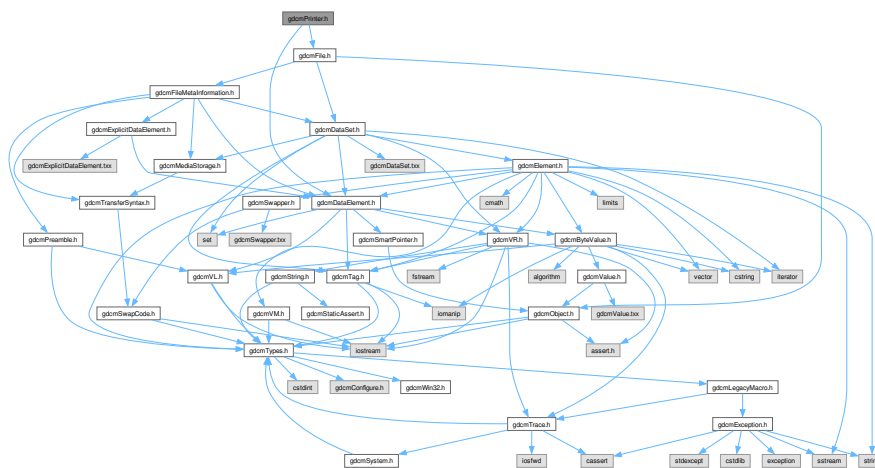 gdcmPrinter.h
gdcmFile.h
gdcmFileMetaInformation.h
gdcmExplicitDataElement.h
gdcmDataSet.h
gdcmExplicitDataElement.txx
gdcmMediaStorage.h
gdcmDataSet.txx
gdcmElement.h
gdcmTransferSyntax.h
gdcmSwapper.h
gdcmDataElement.h
cmath
limits
gdcmPreamble.h
set
gdcmSwapper.txx
gdcmSmartPointer.h
gdcmVR.h
gdcmByteValue.h
gdcmVL.h
gdcmString.h
gdcmTag.h
fstream
algorithm
gdcmValue.h
vector
cstring
iterator
gdcmSwapCode.h
gdcmVM.h
gdcmStaticAssert.h
iomanip
gdcmObject.h
gdcmValue.txx
gdcmTypes.h
iostream
assert.h
cstdint
gdcmConfigure.h
gdcmWin32.h
gdcmLegacyMacro.h
gdcmTrace.h
gdcmException.h
gdcmSystem.h
iosfwd
cassert
stdexcept
cstdlib
exception
sstream